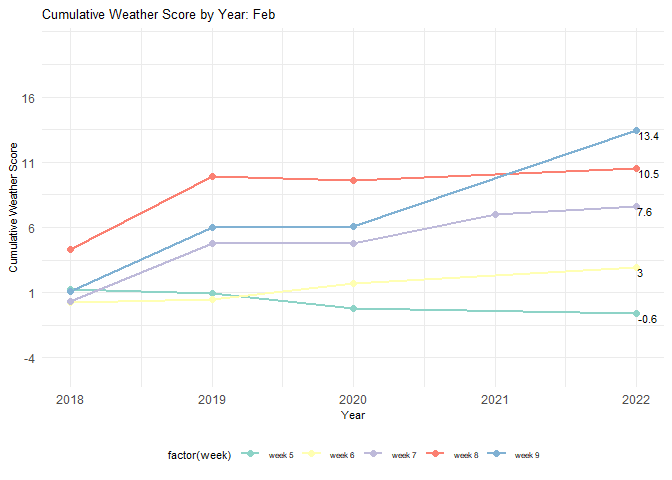 Cumulative Weather Score by Year: Feb
Cumulative Weather Score
16
11
6
1
-4
13.4
10.5
7.6
3
-0.6
2018 2019 2020 2021 2022
Year
factor(week) week 5 week 6 week 7 week 8 week 9